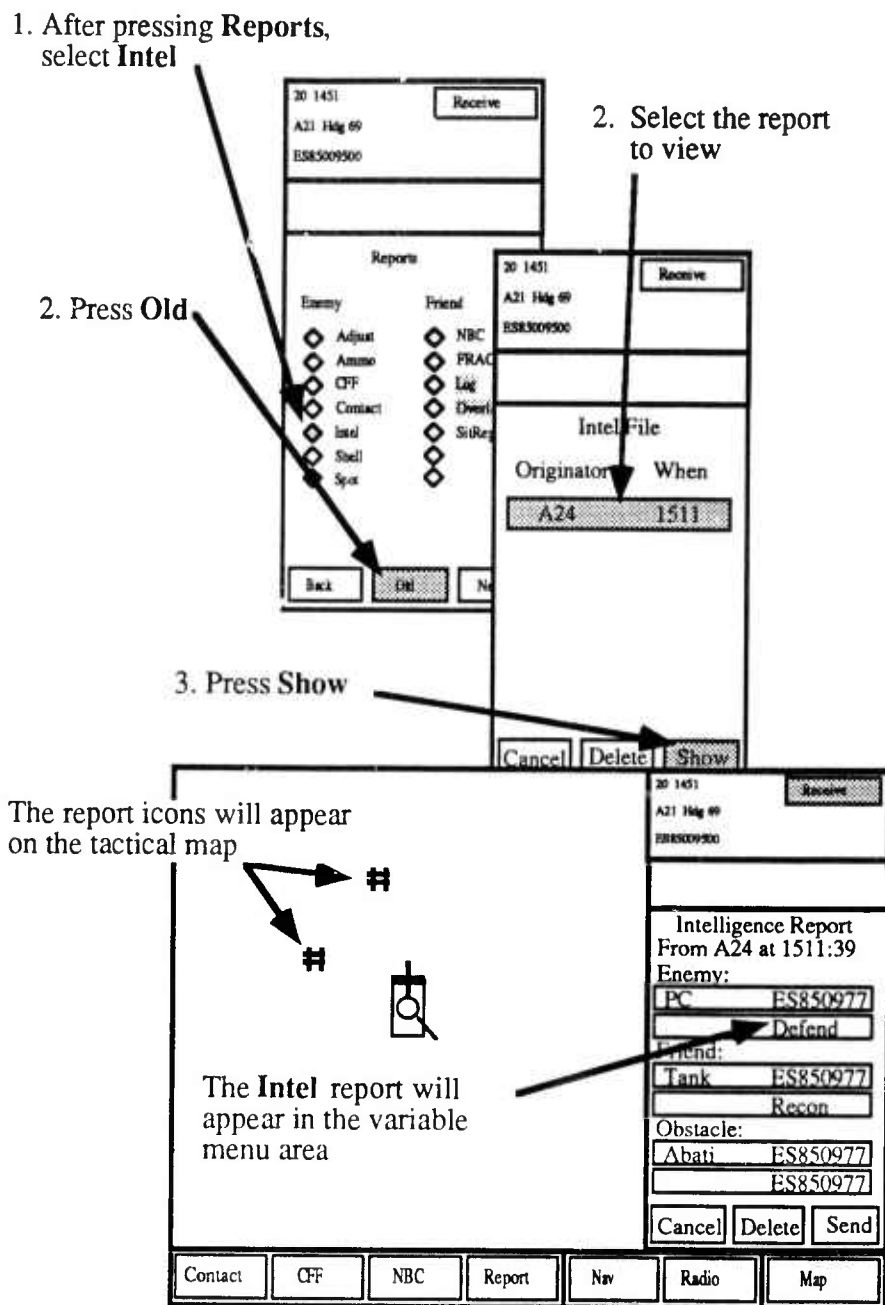 1. After pressing Reports,
select Intel
20 1451
Receive
A21 Hdg 69
ES85009500
2. Select the report
to view
Reports
Enemy
Friend
Adjust
NBC
Ammo
FRAG
CFF
Log
Contact
Overl
Intel
SitRep
Shell
Spot
Back
Old
Ne
2. Press Old
20 1451
Receive
A21 Hdg 69
ES85009500
Intel File
Originator When
A24 1511
Cancel Delete Show
3. Press Show
The report icons will appear
on the tactical map
20 1451
Receive
A21 Hdg 69
ES85009500
Intelligence Report
From A24 at 1511:39
Enemy:
PC ES850977
Defend
Friend:
Tank ES850977
Recon
Obstacle:
Abati ES850977
ES850977
Cancel Delete Send
The Intel report will
appear in the variable
menu area
Contact CFF NBC Report Nav Radio Map